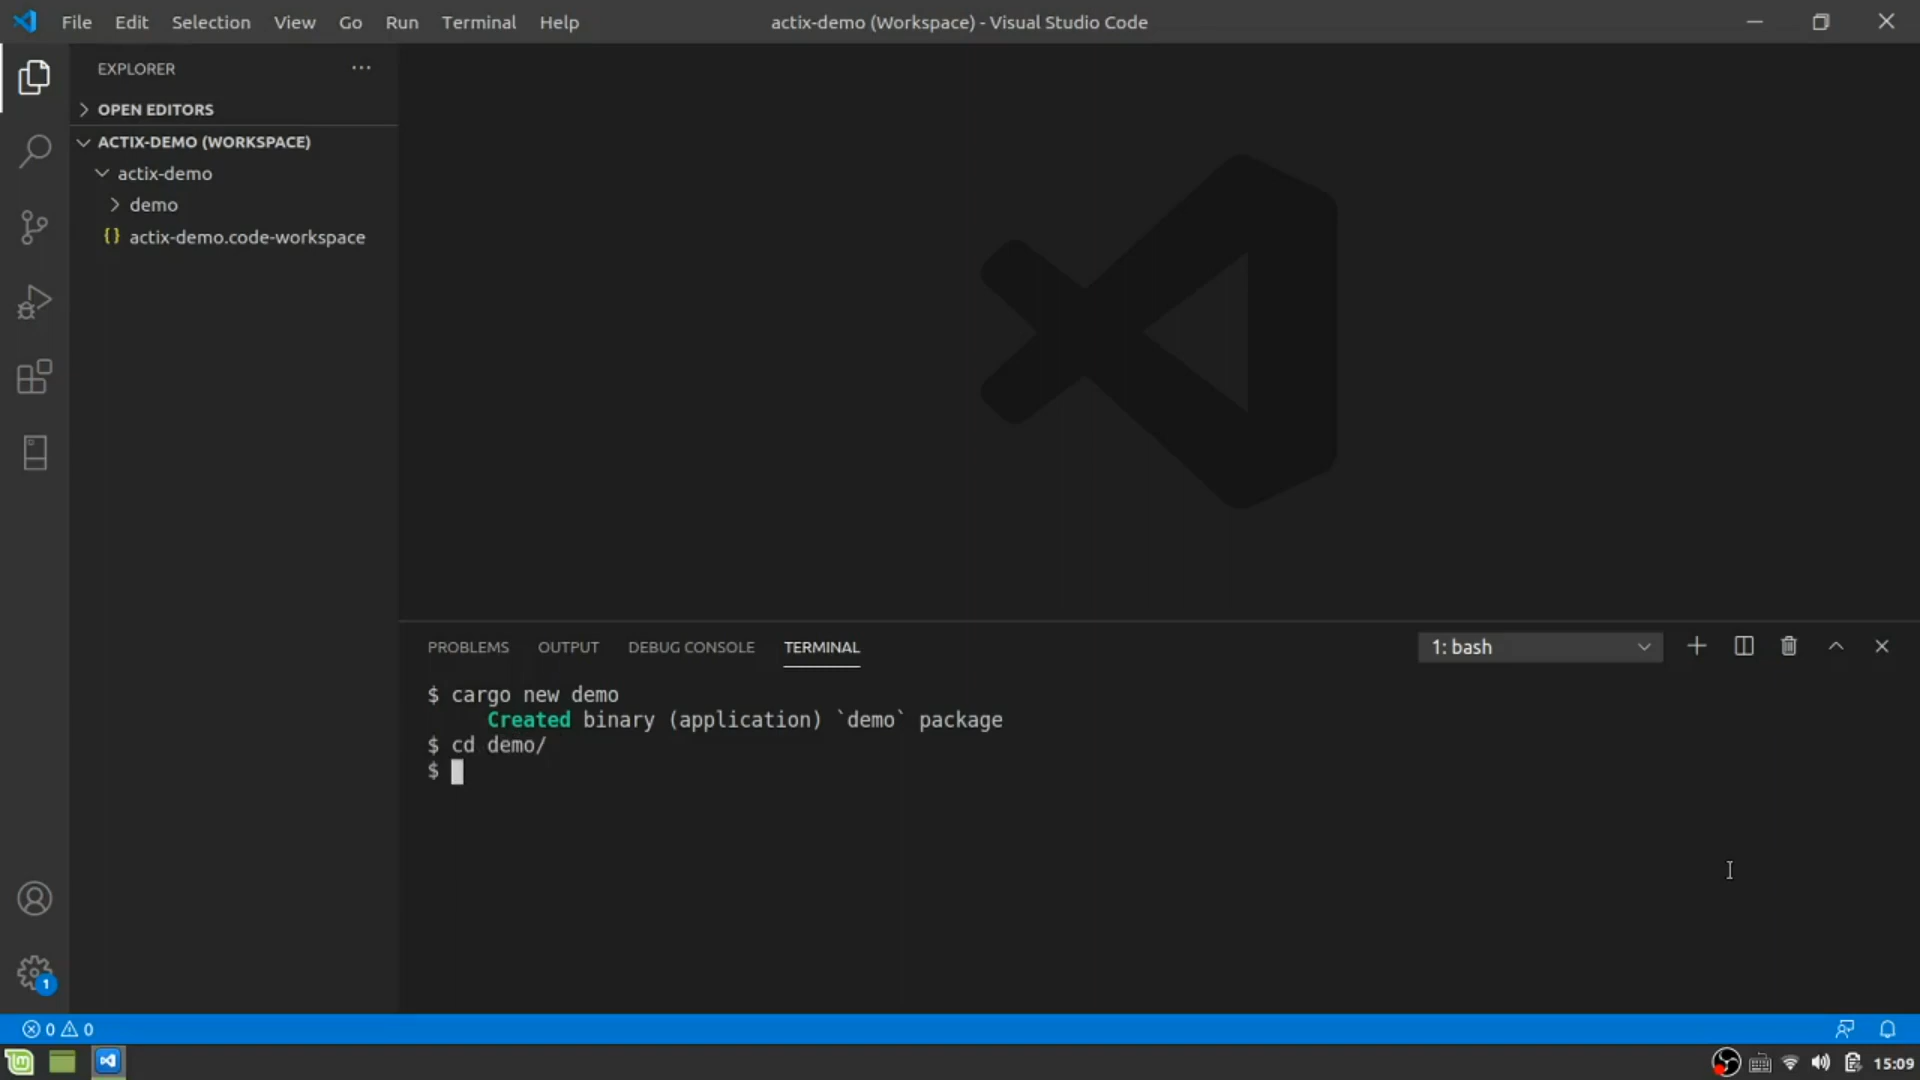 File Edit Selection View Go Run Terminal Help
actix-demo (Workspace) - Visual Studio Code
EXPLORER
OPEN EDITORS
ACTIX-DEMO (WORKSPACE)
actix-demo
demo
{} actix-demo.code-workspace
PROBLEMS OUTPUT DEBUG CONSOLE TERMINAL
1: bash
$ cargo new demo
Created binary (application) `demo` package
$ cd demo/
$
1
0 0
15:09